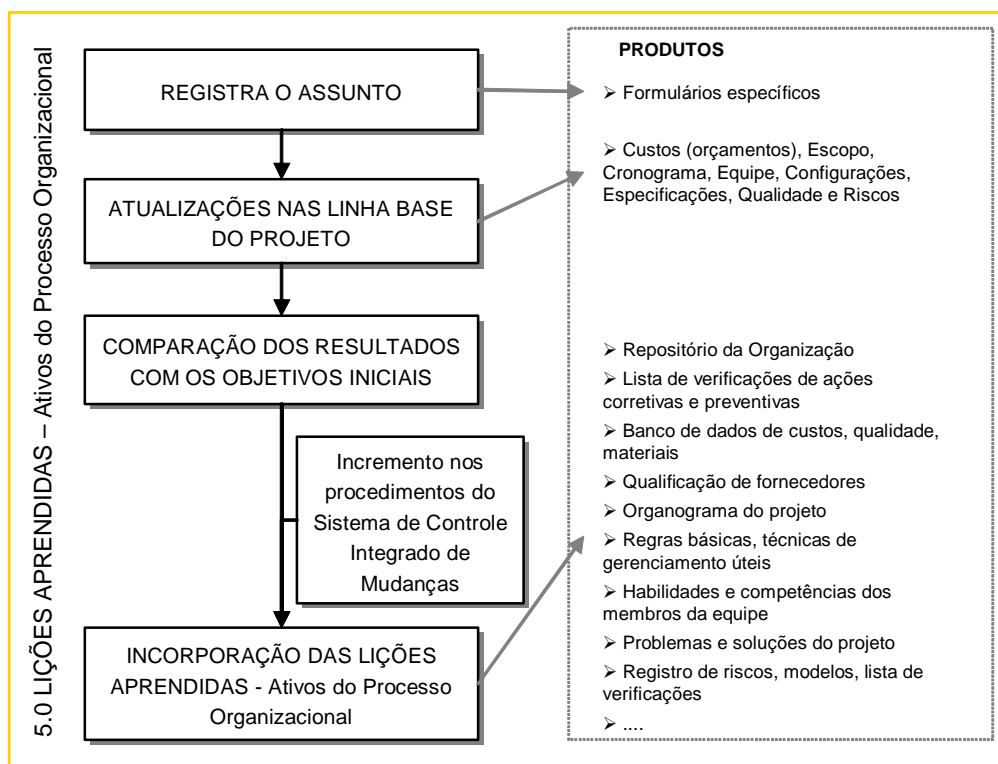 5.0 LIÇÕES APRENDIDAS – Ativos do Processo Organizacional
REGISTRA O ASSUNTO
ATUALIZAÇÕES NAS LINHA BASE
DO PROJETO
COMPARAÇÃO DOS RESULTADOS
COM OS OBJETIVOS INICIAIS
Incremento nos
procedimentos do
Sistema de Controle
Integrado de
Mudanças
INCORPORAÇÃO DAS LIÇÕES
APRENDIDAS - Ativos do Processo
Organizacional
PRODUTOS
➢ Formulários específicos
➢ Custos (orçamentos), Escopo,
Cronograma, Equipe, Configurações,
Especificações, Qualidade e Riscos
➢ Repositório da Organização
➢ Lista de verificações de ações
corretivas e preventivas
➢ Banco de dados de custos, qualidade,
materiais
➢ Qualificação de fornecedores
➢ Organograma do projeto
➢ Regras básicas, técnicas de
gerenciamento úteis
➢ Habilidades e competências dos
membros da equipe
➢ Problemas e soluções do projeto
➢ Registro de riscos, modelos, lista de
verificações
➢ ....